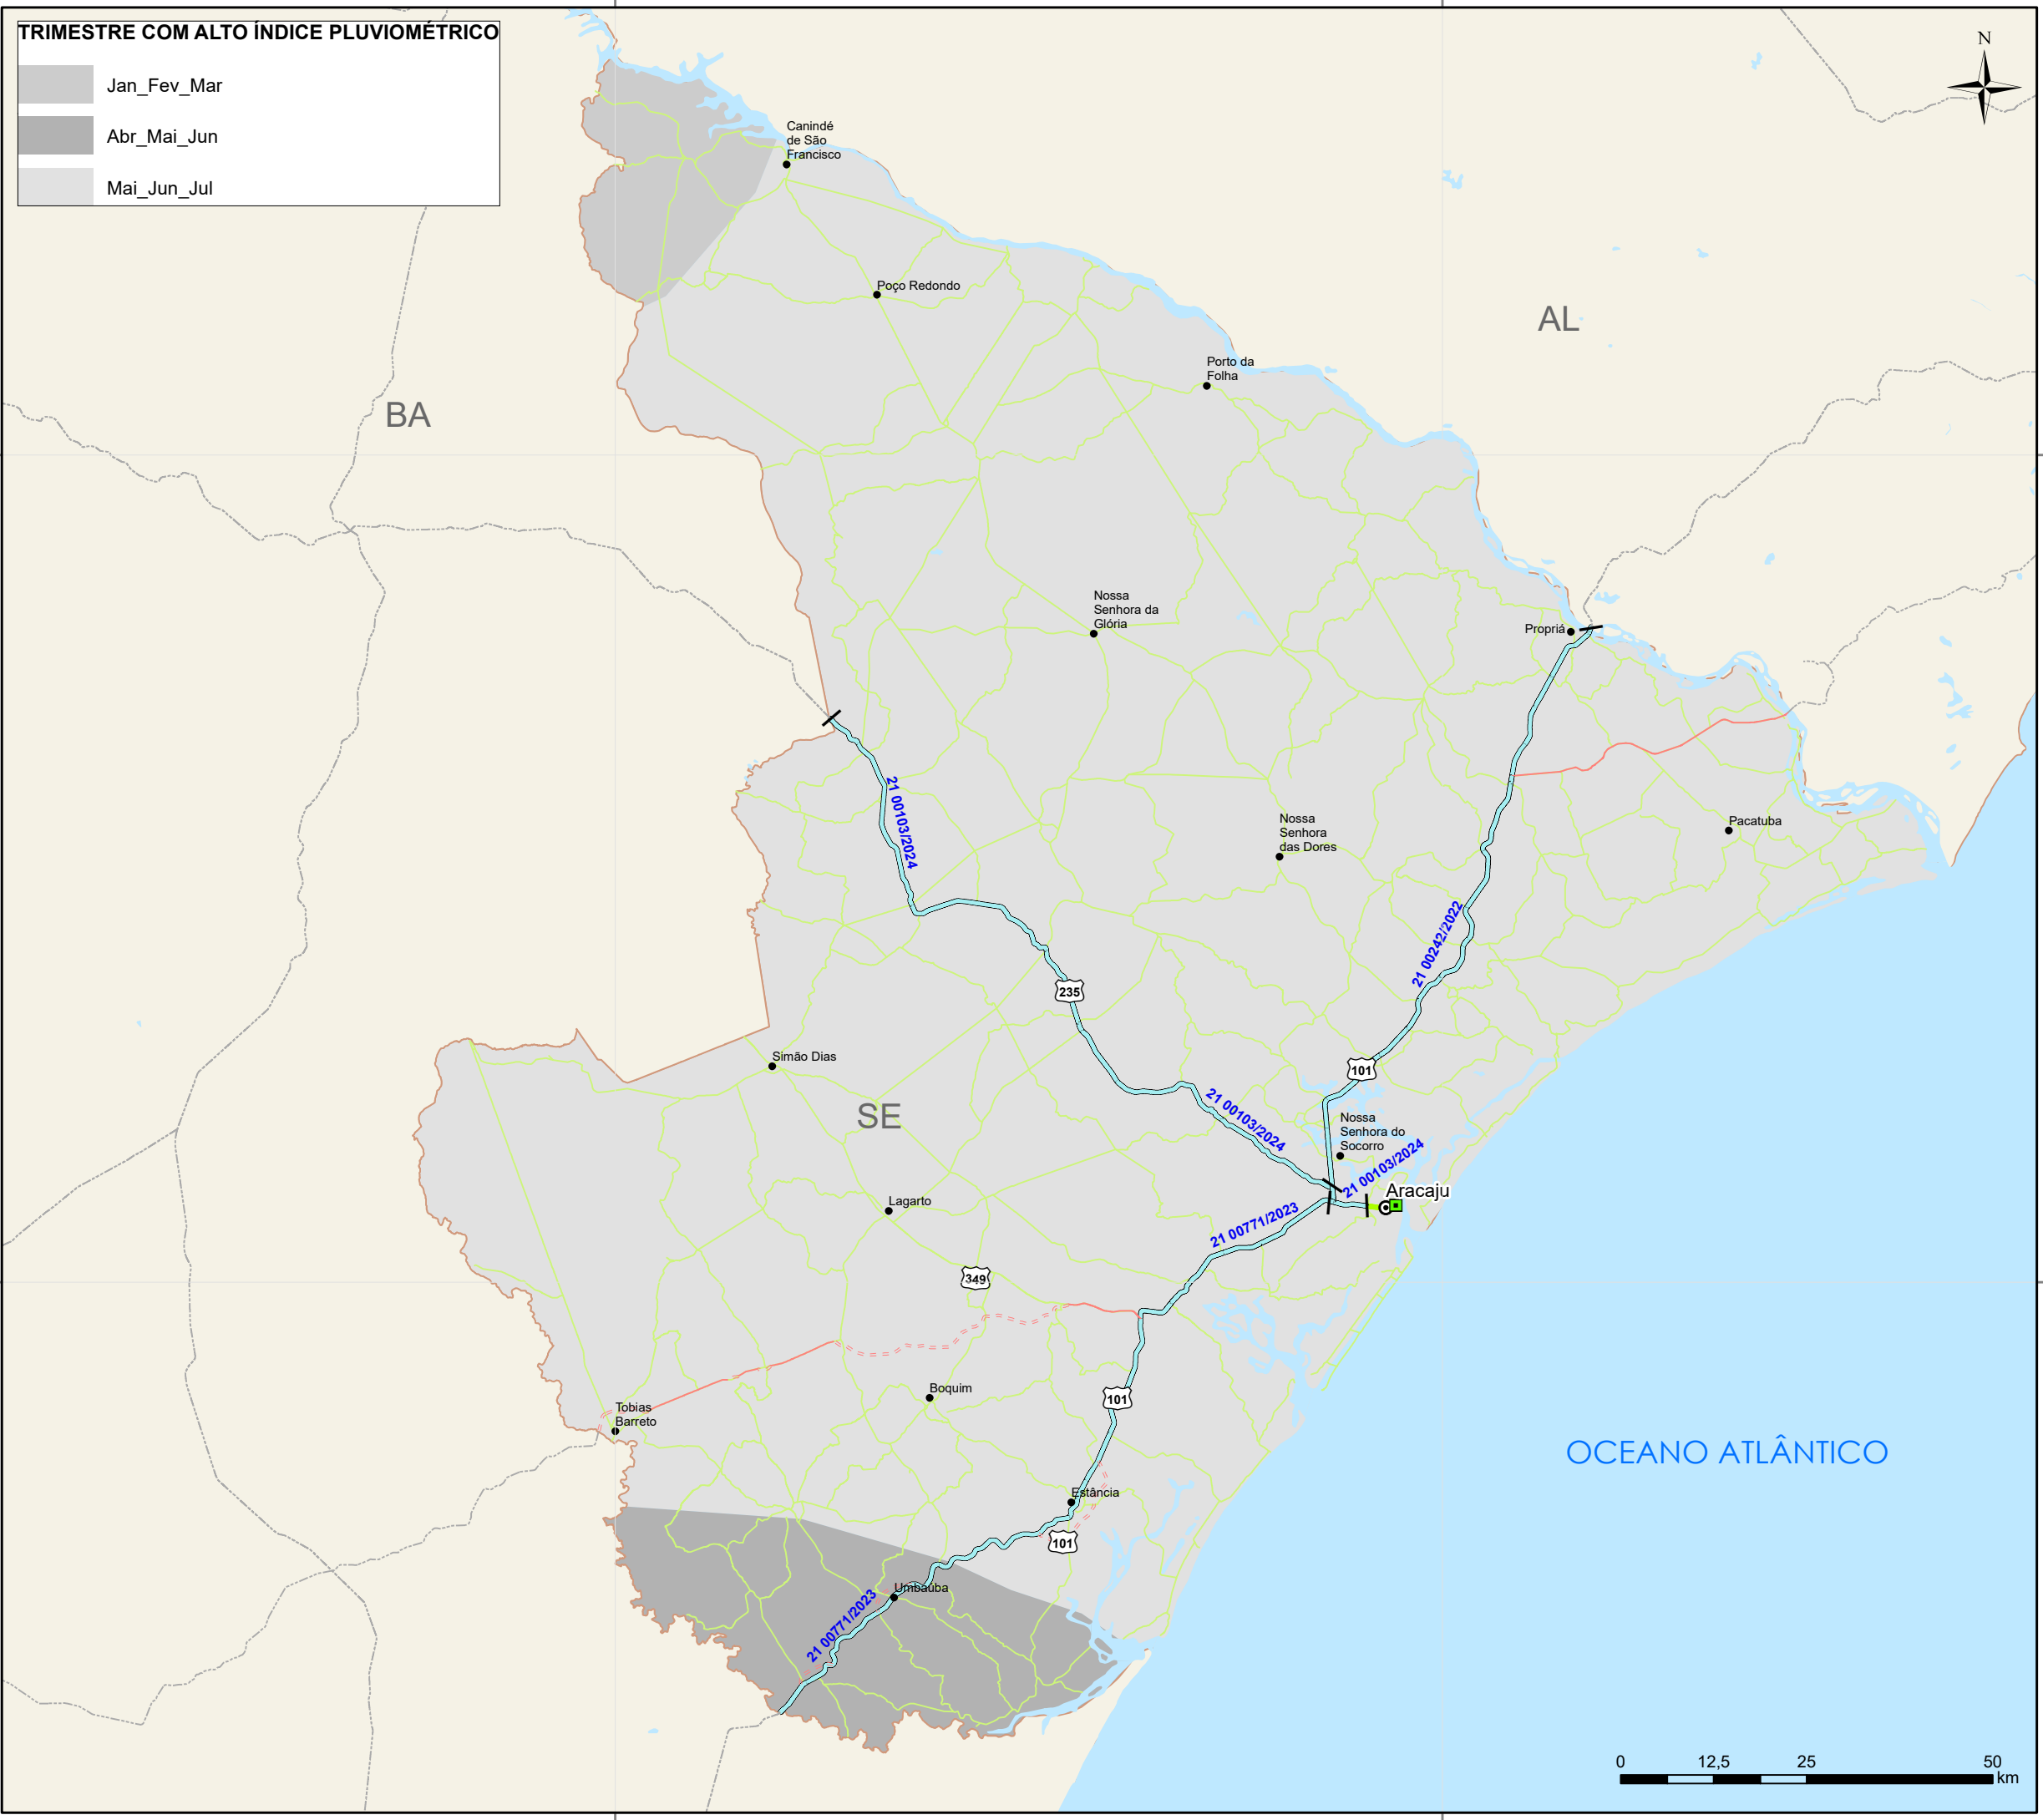 TRIMESTRE COM ALTO ÍNDICE PLUVIOMÉTRICO
Jan_Fev_Mar
Abr_Mai_Jun
Mai_Jun_Jul
N
Canindé
de São
Francisco
Poço Redondo
AL
Porto da
Folha
BA
Nossa
Senhora da
Glória
Propriá
21 00103/2024
Nossa
Senhora
das Dores
Pacatuba
21 00242/2022
235
Simão Dias
101
SE
21 00103/2024
Nossa
Senhora do
Socorro
21 00103/2024
Aracaju
Lagarto
21 00771/2023
349
Boquim
101
Tobias
Barreto
OCEANO ATLÂNTICO
Estância
101
Umbaúba
21 00771/2023
0 12,5 25 50
km